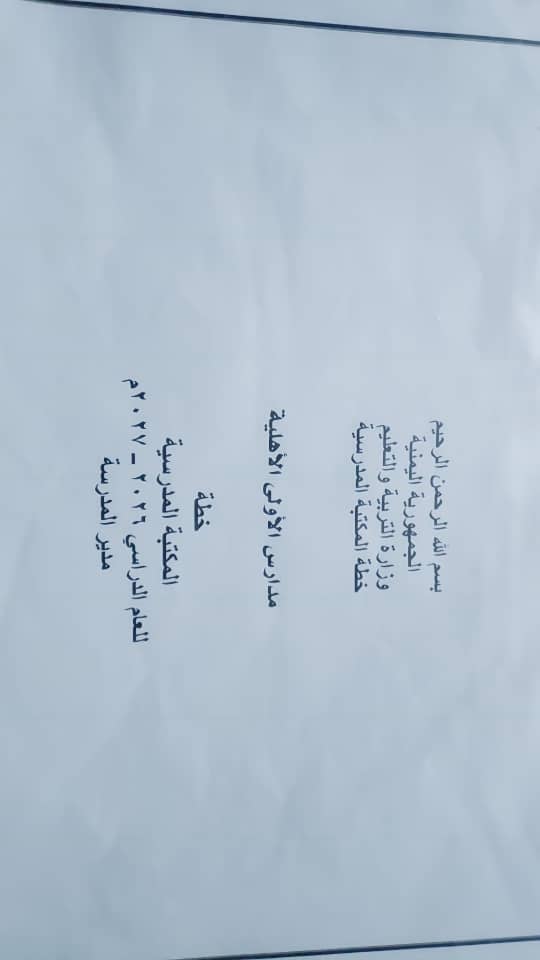 بسم الله الرحمن الرحيم
الجمهورية اليمنية
وزارة التربية والتعليم
خطة المكتبة المدرسية
مدارس الأولى الأهلية
خطة
المكتبة المدرسية
للعام الدراسي ٢٠٢٦ - ٢٠٢٧م
مدير المدرسة